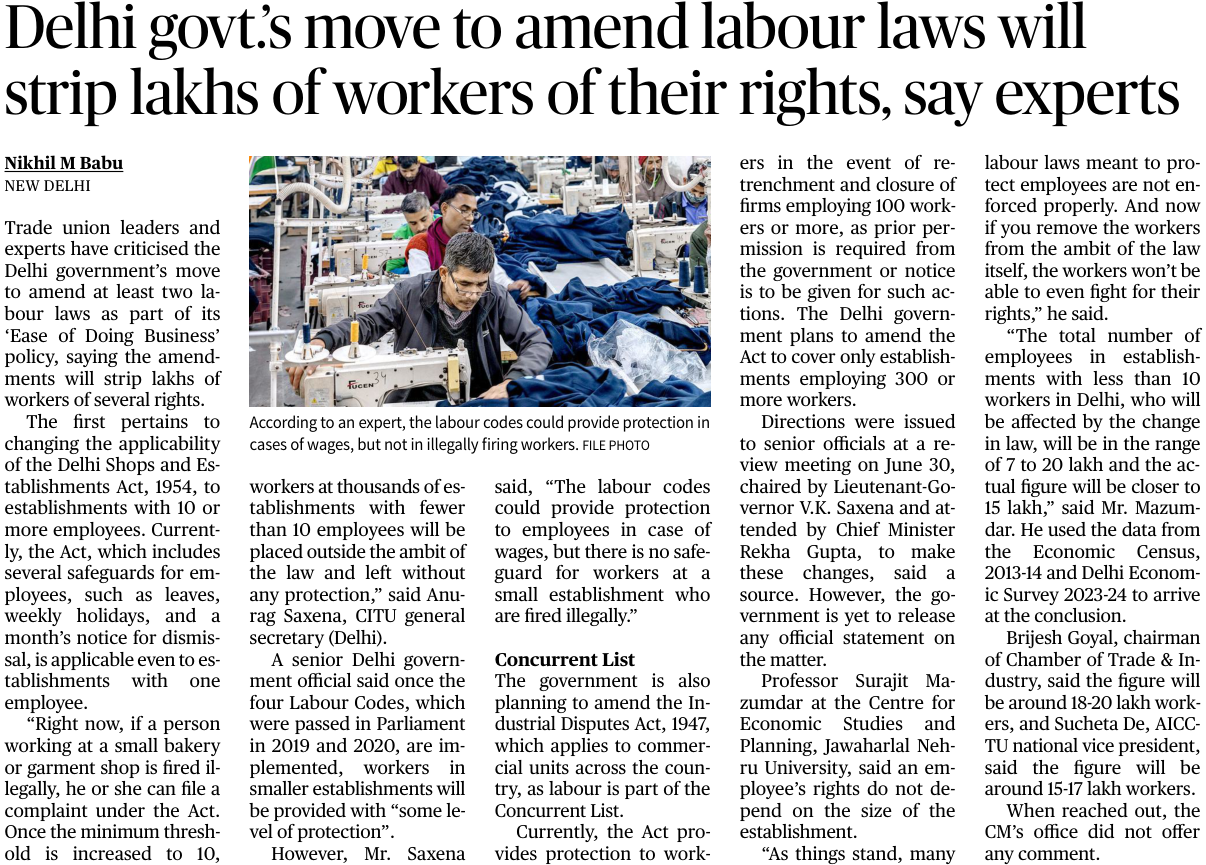 Delhi govt.'s move to amend labour laws will
strip lakhs of workers of their rights, say experts
Nikhil M Babu
NEW DELHI
Trade union leaders and
experts have criticised the
Delhi government's move
to amend at least two la-
bour laws as part of its
'Ease of Doing Business'
policy, saying the amend-
ments will strip lakhs of
workers of several rights.
The first pertains to
changing the applicability
of the Delhi Shops and Es-
tablishments Act, 1954, to
establishments with 10 or
more employees. Current-
ly, the Act, which includes
several safeguards for em-
ployees, such as leaves,
weekly holidays, and a
month's notice for dismis-
sal, is applicable even to es-
tablishments with one
employee.
"Right now, if a person
working at a small bakery
or garment shop is fired il-
legally, he or she can file a
complaint under the Act.
Once the minimum thresh-
old is increased to 10,
FUCEN 34
According to an expert, the labour codes could provide protection in
cases of wages, but not in illegally firing workers. FILE PHOTO
workers at thousands of es-
tablishments with fewer
than 10 employees will be
placed outside the ambit of
the law and left without
any protection," said Anu-
rag Saxena, CITU general
secretary (Delhi).
A senior Delhi govern-
ment official said once the
four Labour Codes, which
were passed in Parliament
in 2019 and 2020, are im-
plemented, workers in
smaller establishments will
be provided with "some le-
vel of protection".
However, Mr. Saxena
said, "The labour codes
could provide protection
to employees in case of
wages, but there is no safe-
guard for workers at a
small establishment who
are fired illegally."
Concurrent List
The government is also
planning to amend the In-
dustrial Disputes Act, 1947,
which applies to commer-
cial units across the coun-
try, as labour is part of the
Concurrent List.
Currently, the Act pro-
vides protection to work-
ers in the event of re-
trenchment and closure of
firms employing 100 work-
ers or more, as prior per-
mission is required from
the government or notice
is to be given for such ac-
tions. The Delhi govern-
ment plans to amend the
Act to cover only establish-
ments employing 300 or
more workers.
Directions were issued
to senior officials at a re-
view meeting on June 30,
chaired by Lieutenant-Go-
vernor V.K. Saxena and at-
tended by Chief Minister
Rekha Gupta, to make
these changes, said a
source. However, the go-
vernment is yet to release
any official statement on
the matter.
Professor Surajit Ma-
zumdar at the Centre for
Economic Studies and
Planning, Jawaharlal Neh-
ru University, said an em-
ployee's rights do not de-
pend on the size of the
establishment.
"As things stand, many
labour laws meant to pro-
tect employees are not en-
forced properly. And now
if you remove the workers
from the ambit of the law
itself, the workers won't be
able to even fight for their
rights," he said.
"The total number of
employees in establish-
ments with less than 10
workers in Delhi, who will
be affected by the change
in law, will be in the range
of 7 to 20 lakh and the ac-
tual figure will be closer to
15 lakh," said Mr. Mazum-
dar. He used the data from
the Economic Census,
2013-14 and Delhi Econom-
ic Survey 2023-24 to arrive
at the conclusion.
Brijesh Goyal, chairman
of Chamber of Trade & In-
dustry, said the figure will
be around 18-20 lakh work-
ers, and Sucheta De, AICC-
TU national vice president,
said the figure will be
around 15-17 lakh workers.
When reached out, the
CM's office did not offer
any comment.